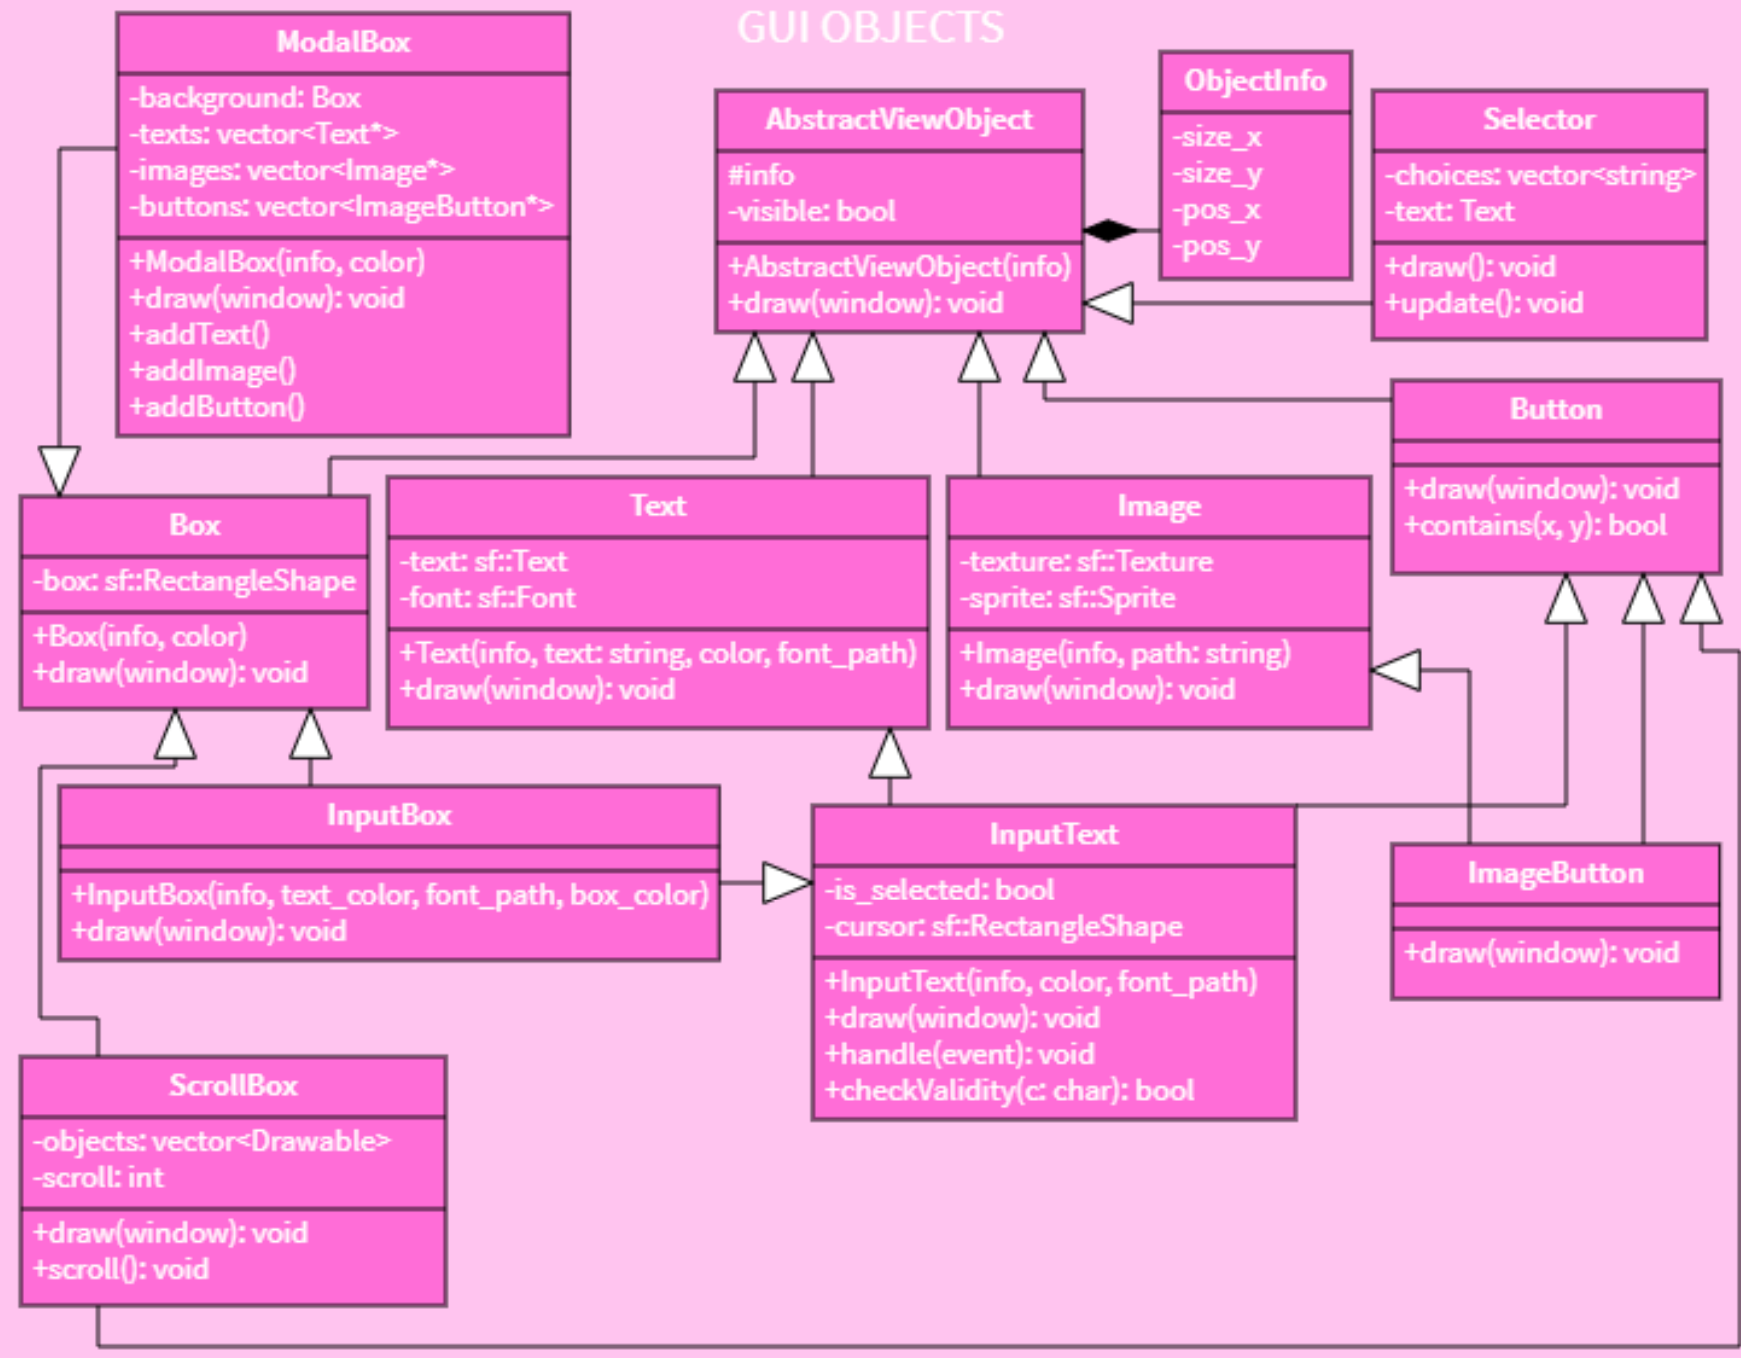 GUI OBJECTS
ModalBox
-background: Box
-texts: vector<Text*>
-images: vector<Image*>
-buttons: vector<ImageButton*>
+ModalBox(info, color)
+draw(window): void
+addText()
+addImage()
+addButton()
AbstractViewObject
#info
-visible: bool
+AbstractViewObject(info)
+draw(window): void
ObjectInfo
-size_x
-size_y
-pos_x
-pos_y
Selector
-choices: vector<string>
-text: Text
+draw(): void
+update(): void
Button
+draw(window): void
+contains(x, y): bool
Box
-box: sf::RectangleShape
+Box(info, color)
+draw(window): void
Text
-text: sf::Text
-font: sf::Font
+Text(info, text: string, color, font_path)
+draw(window): void
Image
-texture: sf::Texture
-sprite: sf::Sprite
+Image(info, path: string)
+draw(window): void
InputBox
+InputBox(info, text_color, font_path, box_color)
+draw(window): void
InputText
-is_selected: bool
-cursor: sf::RectangleShape
+InputText(info, color, font_path)
+draw(window): void
+handle(event): void
+checkValidity(c: char): bool
ImageButton
+draw(window): void
ScrollBox
-objects: vector<Drawable>
-scroll: int
+draw(window): void
+scroll(): void